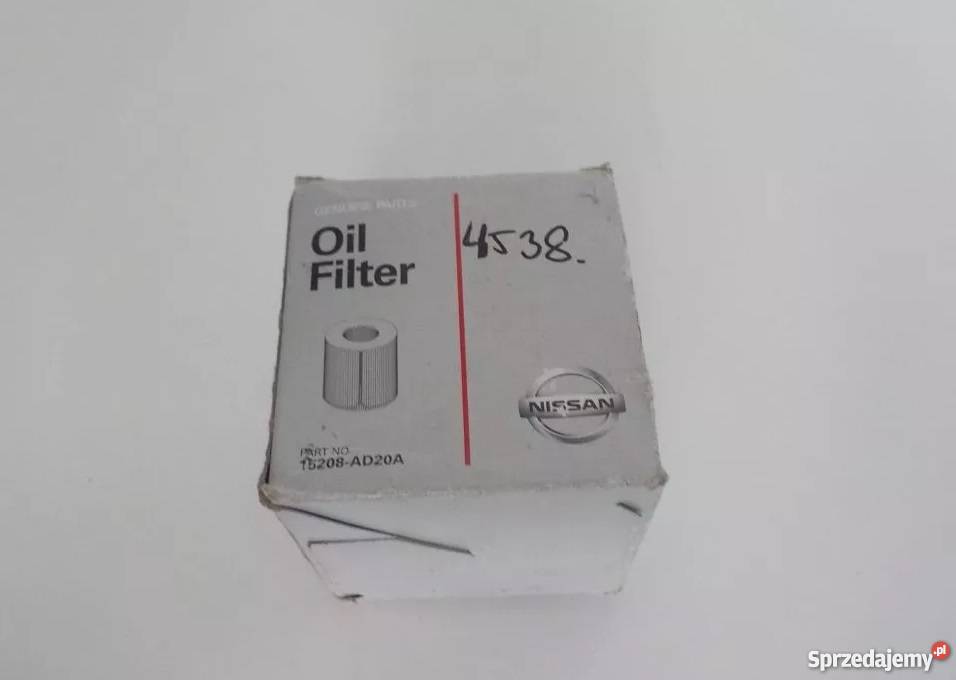 GENUINE PARTS
Oil
Filter
4538.
NISSAN
PART NO.
15208-AD20A
Sprzedajemy.pl